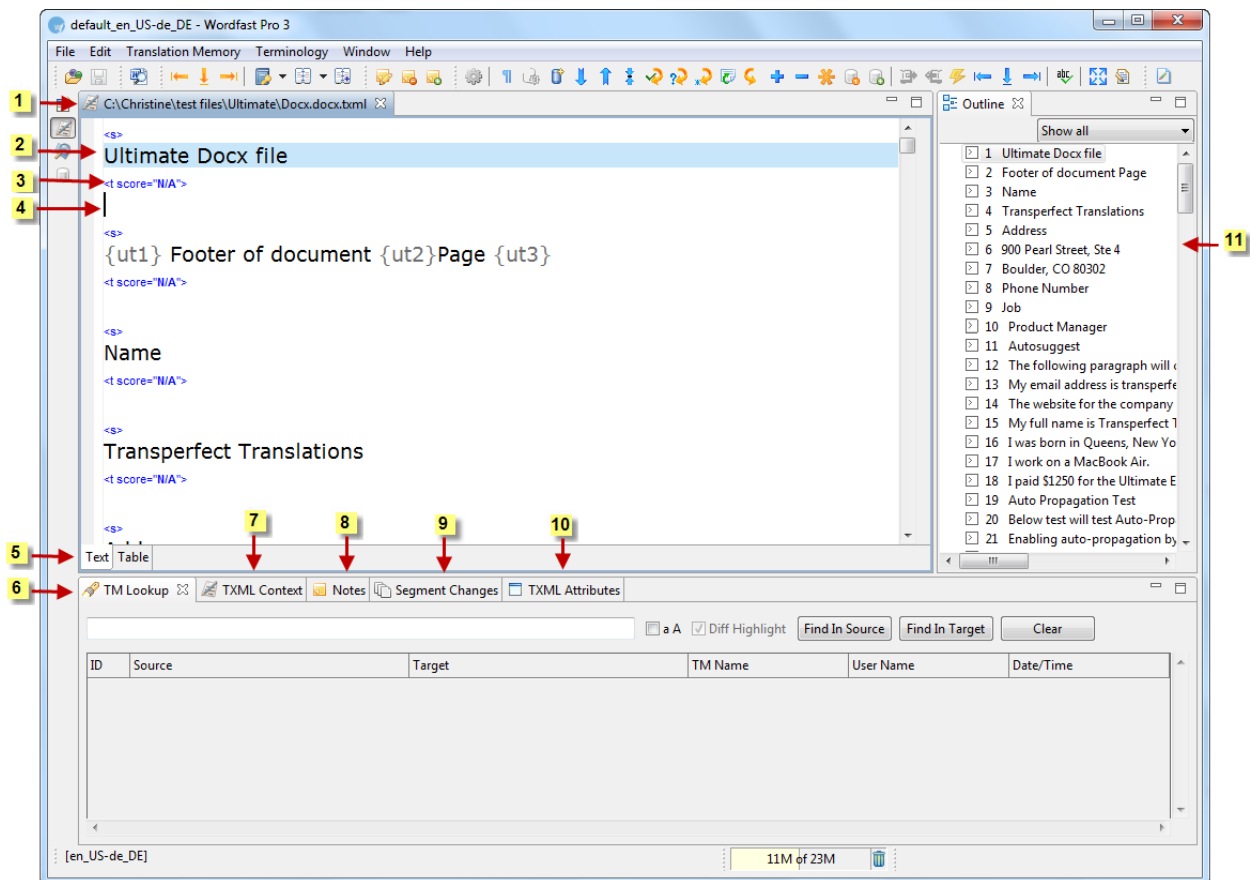 default_en_US-de_DE - Wordfast Pro 3
File Edit Translation Memory Terminology Window Help
1
C:\Christine\test files\Ultimate\Docx.docx.txml
Outline
Show all
<s>
2
Ultimate Docx file
3
<t score="N/A">
4
<s>
{ut1} Footer of document {ut2}Page {ut3}
<t score="N/A">
<s>
Name
<t score="N/A">
<s>
Transperfect Translations
<t score="N/A">
<s>
1 Ultimate Docx file
2 Footer of document Page
3 Name
4 Transperfect Translations
5 Address
6 900 Pearl Street, Ste 4
7 Boulder, CO 80302
8 Phone Number
9 Job
10 Product Manager
11 Autosuggest
12 The following paragraph will
13 My email address is transperfe
14 The website for the company
15 My full name is Transperfect T
16 I was born in Queens, New Yo
17 I work on a MacBook Air.
18 I paid $1250 for the Ultimate E
19 Auto Propagation Test
20 Below test will test Auto-Prop
21 Enabling auto-propagation by
11
7 8 9 10
5
Text Table
6
TM Lookup TXML Context Notes Segment Changes TXML Attributes
a A Diff Highlight Find In Source Find In Target Clear
ID Source Target TM Name User Name Date/Time
[en_US-de_DE]
11M of 23M